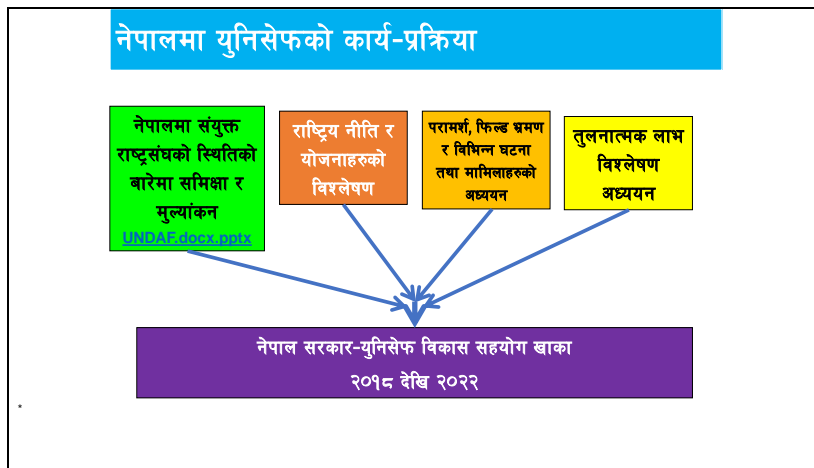 नेपालमा युनिसेफको कार्य-प्रक्रिया
नेपालमा संयुक्त
राष्ट्रसंघको स्थितिको
बारेमा समिक्षा र
मुल्यांकन
UNDAF.docx.pptx
राष्ट्रिय नीति र
योजनाहरुको
विश्लेषण
परामर्श, फिल्ड भ्रमण
र विभिन्न घटना
तथा मामिलाहरुको
अध्ययन
तुलनात्मक लाभ
विश्लेषण
अध्ययन
नेपाल सरकार-युनिसेफ विकास सहयोग खाका
२०१८ देखि २०२२
*